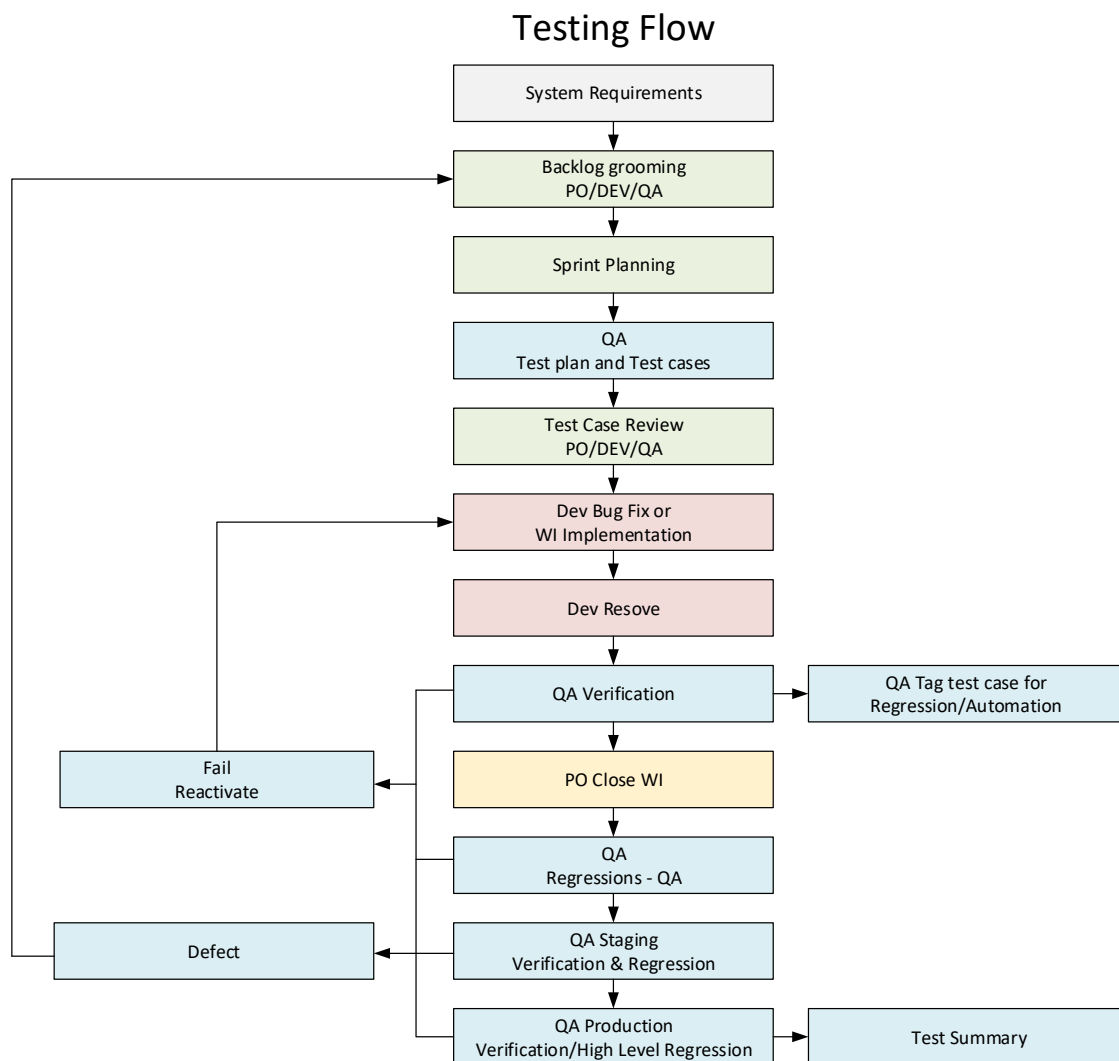 Testing Flow
System Requirements
Backlog grooming
PO/DEV/QA
Sprint Planning
QA
Test plan and Test cases
Test Case Review
PO/DEV/QA
Dev Bug Fix or
WI Implementation
Dev Resove
QA Verification
QA Tag test case for
Regression/Automation
Fail
Reactivate
PO Close WI
QA
Regressions - QA
Defect
QA Staging
Verification & Regression
QA Production
Verification/High Level Regression
Test Summary